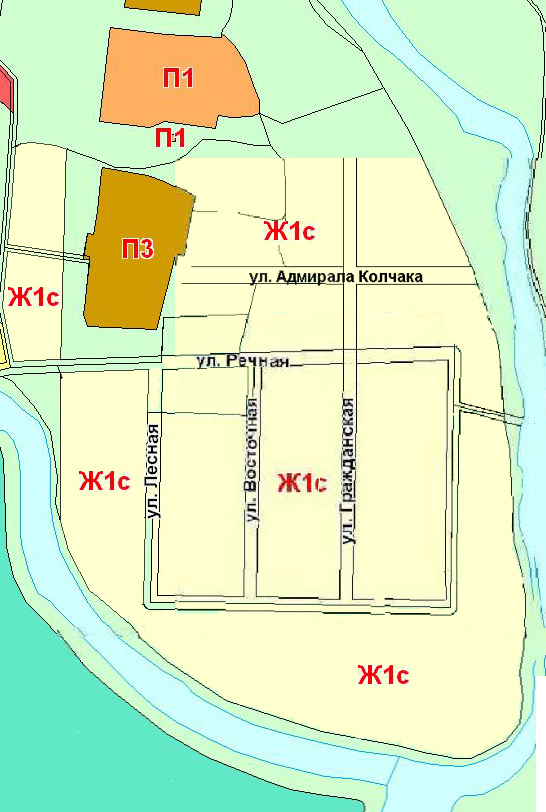 П1
П1
П3
Ж1с
ул. Адмирала Колчака
Ж1с
ул. Речная
ул. Лесная
ул. Восточная
ул. Гражданская
Ж1с
Ж1с
Ж1с